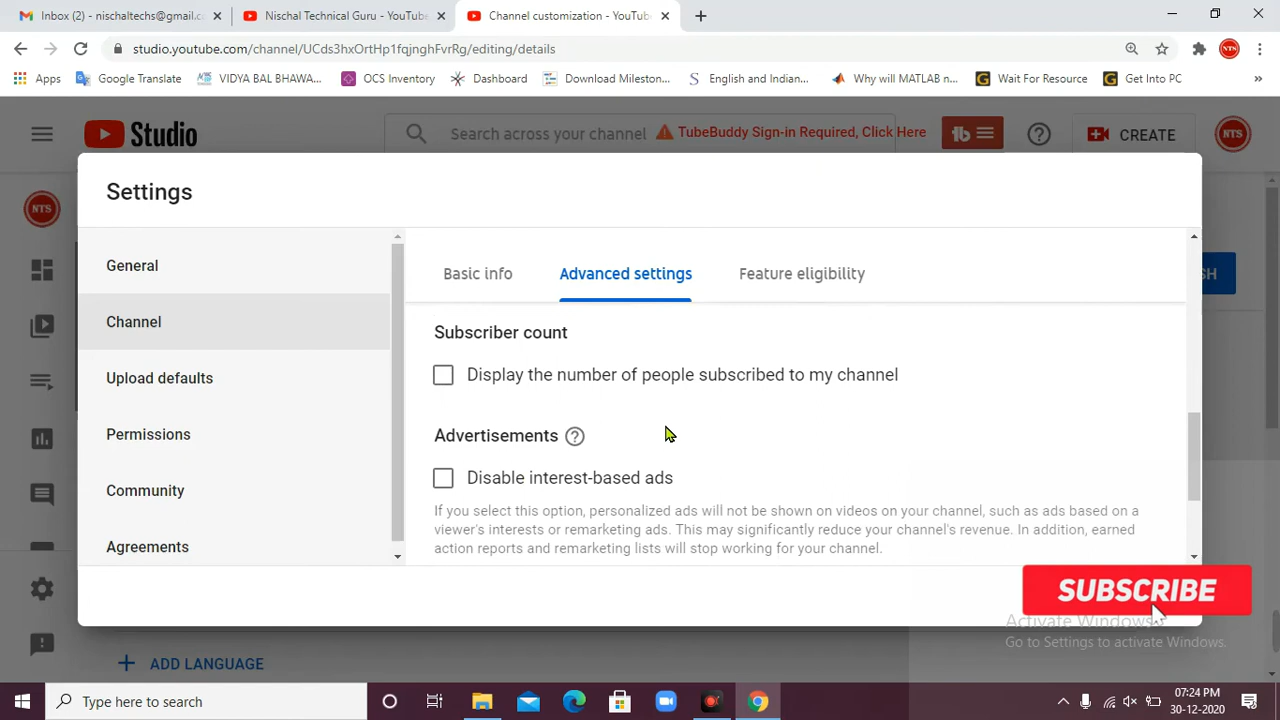 Inbox (2) - nischaltechs@gmail.c
Nischal Technical Guru - YouTube
Channel customization - YouTube
studio.youtube.com/channel/UCds3hxOrtHp1fqjnghFvrRg/editing/details
NTS
Apps
Google Translate
VIDYA BAL BHAWA...
OCS Inventory
Dashboard
Download Mileston...
English and Indian...
Why will MATLAB n...
Wait For Resource
Get Into PC
»
Studio
Search across your channel
TubeBuddy Sign-in Required, Click Here
tb
CREATE
NTS
Settings
NTS
General
Channel
Upload defaults
Permissions
Community
Agreements
Basic info
Advanced settings
Feature eligibility
SH
Subscriber count
Display the number of people subscribed to my channel
Advertisements
Disable interest-based ads
If you select this option, personalized ads will not be shown on videos on your channel, such as ads based on a
viewer's interests or remarketing ads. This may significantly reduce your channel's revenue. In addition, earned
action reports and remarketing lists will stop working for your channel.
SUBSCRIBE
Activate Windows
Go to Settings to activate Windows.
ADD LANGUAGE
Type here to search
07:24 PM
30-12-2020